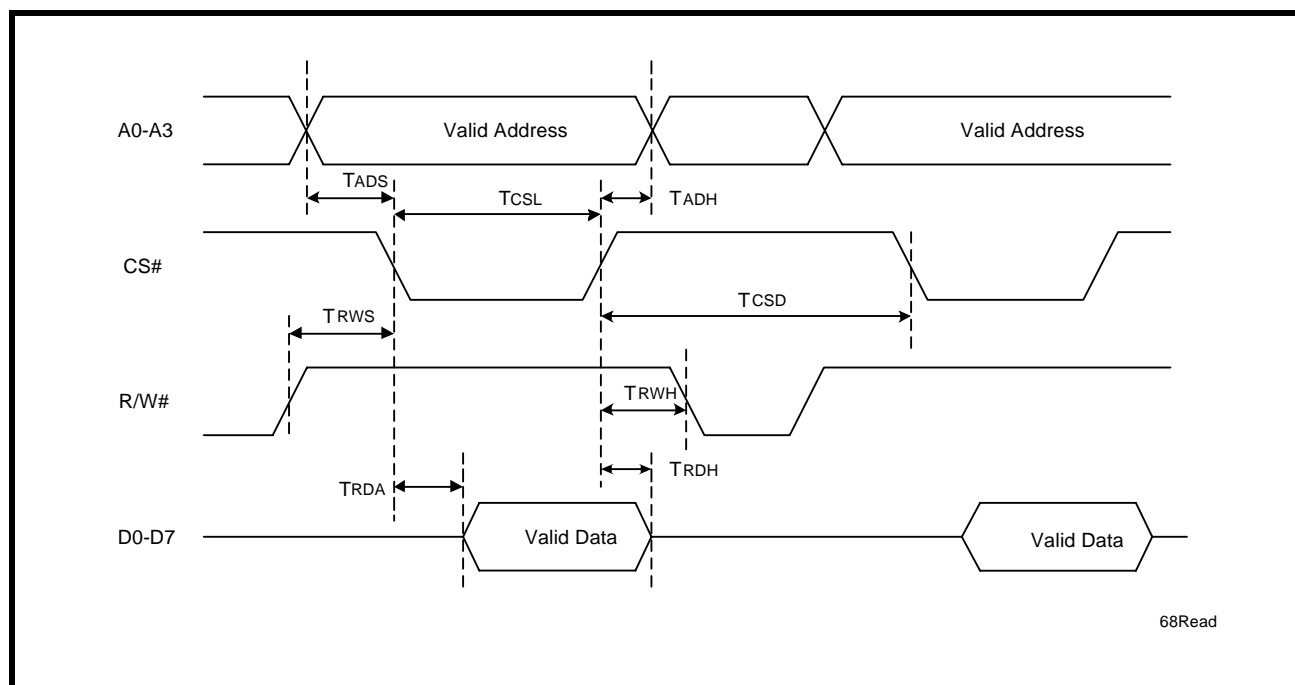 A0-A3
Valid Address
Valid Address
TADS
TCSL
TADH
CS#
TCSD
TRWS
R/W#
TRWH
TRDA
TRDH
D0-D7
Valid Data
Valid Data
68Read